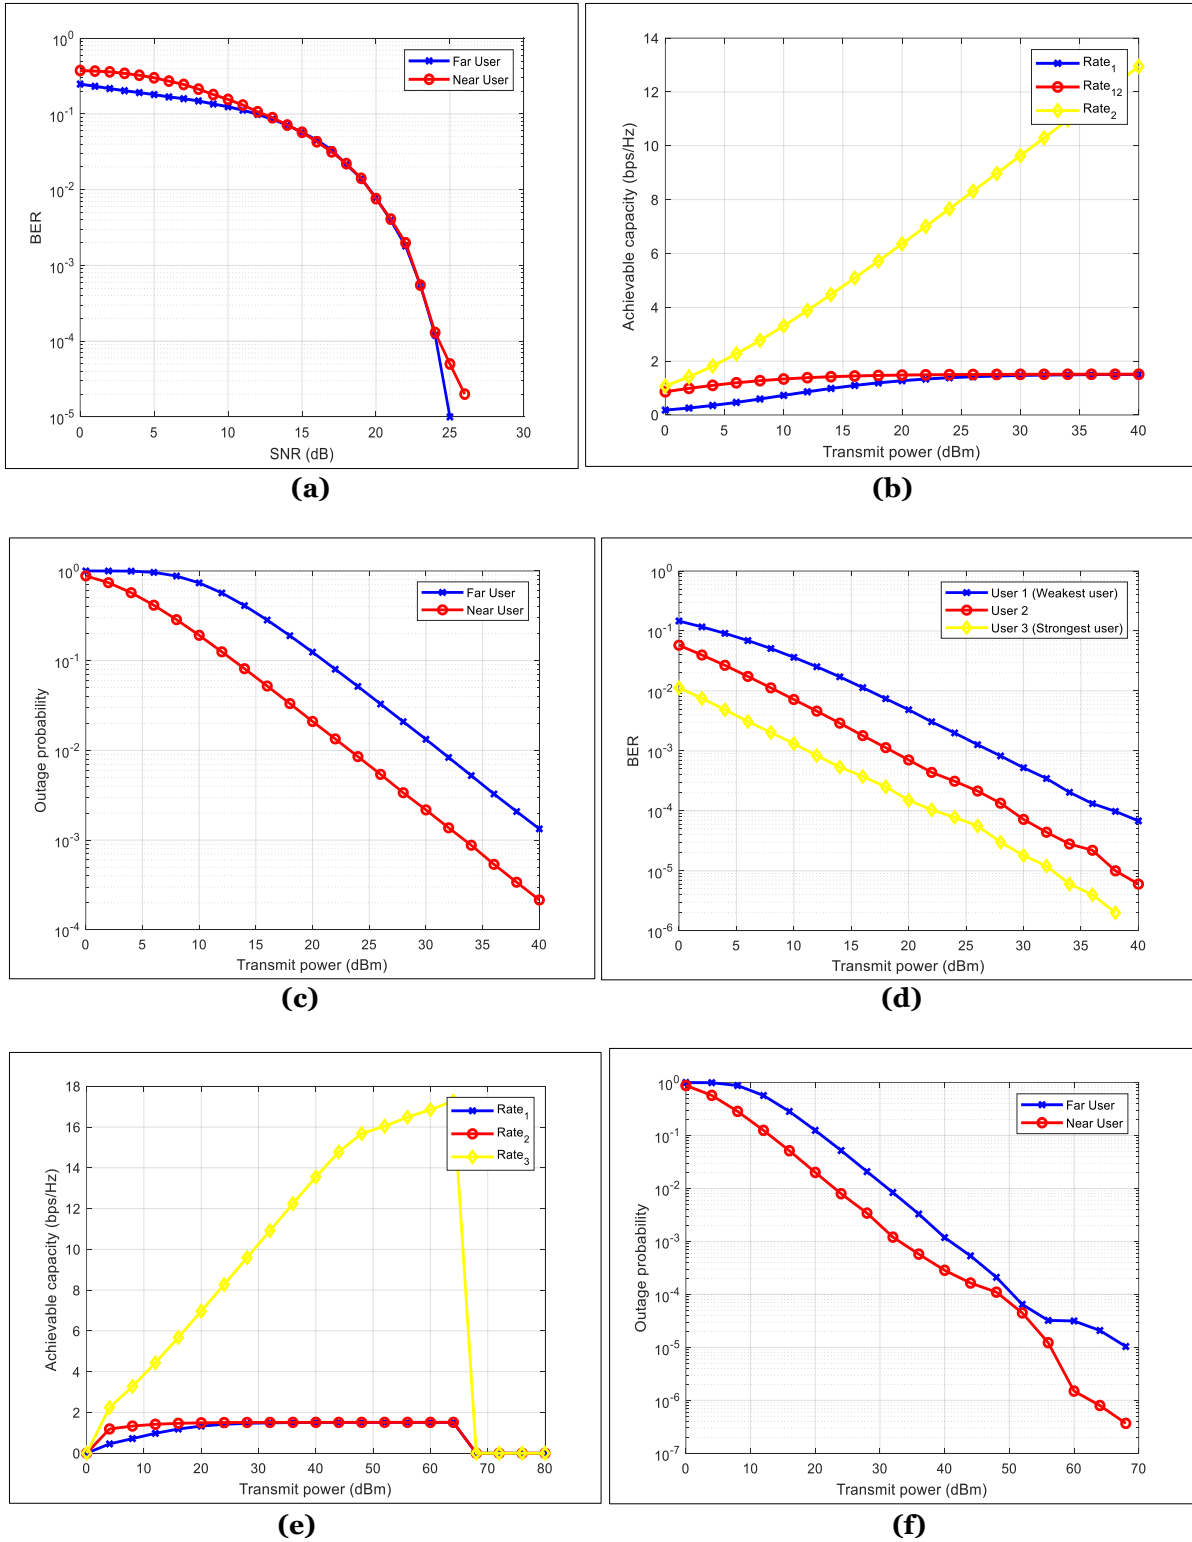 10^0
10^-1
10^-2
10^-3
10^-4
10^-5
BER
0 5 10 15 20 25 30
SNR (dB)
Far User
Near User
(a)
14
12
10
8
6
4
2
0
Achievable capacity (bps/Hz)
0 5 10 15 20 25 30 35 40
Transmit power (dBm)
Rate_1
Rate_12
Rate_2
(b)
10^0
10^-1
10^-2
10^-3
10^-4
Outage probability
0 5 10 15 20 25 30 35 40
Transmit power (dBm)
Far User
Near User
(c)
10^0
10^-1
10^-2
10^-3
10^-4
10^-5
10^-6
BER
0 5 10 15 20 25 30 35 40
Transmit power (dBm)
User 1 (Weakest user)
User 2
User 3 (Strongest user)
(d)
18
16
14
12
10
8
6
4
2
0
Achievable capacity (bps/Hz)
0 10 20 30 40 50 60 70 80
Transmit power (dBm)
Rate_1
Rate_2
Rate_3
(e)
10^0
10^-1
10^-2
10^-3
10^-4
10^-5
10^-6
10^-7
Outage probability
0 10 20 30 40 50 60 70
Transmit power (dBm)
Far User
Near User
(f)